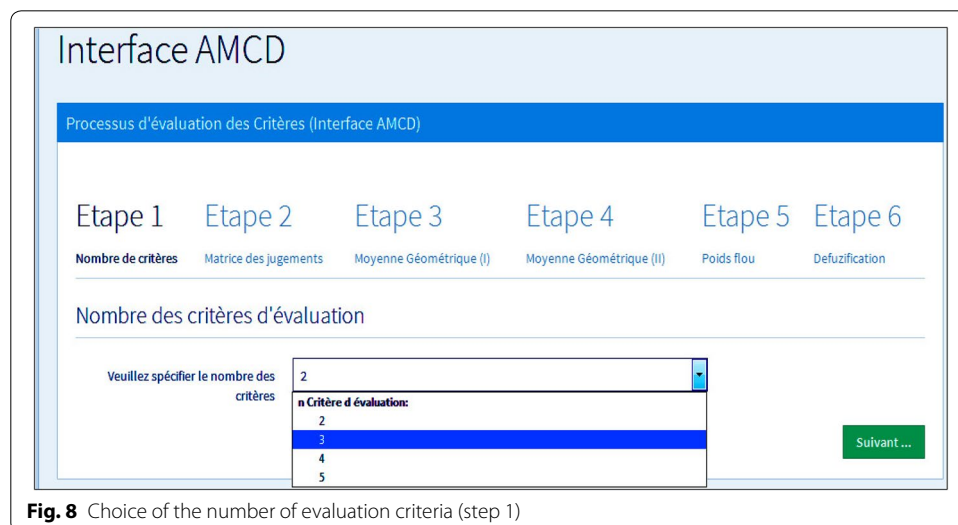 Interface AMCD
Processus d'évaluation des Critères (Interface AMCD)
Etape 1 Etape 2 Etape 3 Etape 4 Etape 5 Etape 6
Nombre de critères Matrice des jugements Moyenne Géométrique (I) Moyenne Géométrique (II) Poids flou Defuzification
Nombre des critères d'évaluation
Veuillez spécifier le nombre des
critères
2
n Critère d évaluation:
2
3
4
5
Suivant ...
Fig. 8 Choice of the number of evaluation criteria (step 1)